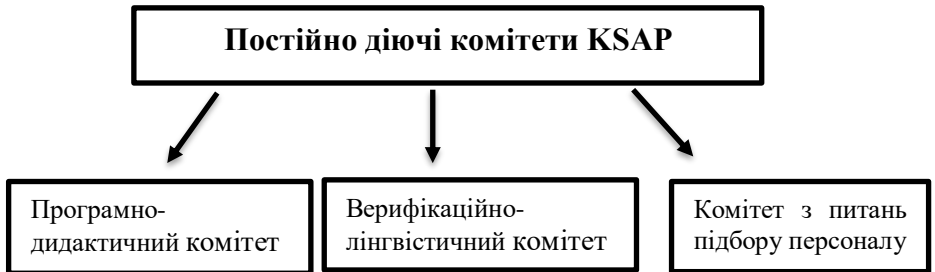 Постійно діючі комітети KSAP
Програмно-
дидактичний комітет
Верифікаційно-
лінгвістичний комітет
Комітет з питань
підбору персоналу